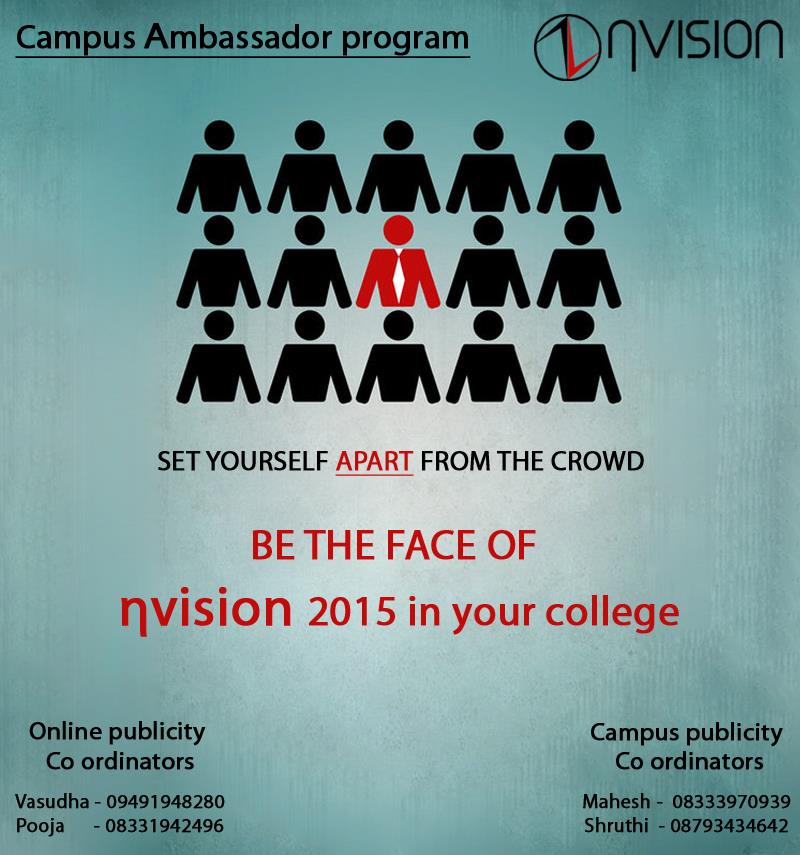 Campus Ambassador program
ηVISION
SET YOURSELF APART FROM THE CROWD
BE THE FACE OF
ηvision 2015 in your college
Online publicity
Co ordinators
Vasudha - 09491948280
Pooja - 08331942496
Campus publicity
Co ordinators
Mahesh - 08333970939
Shruthi - 08793434642